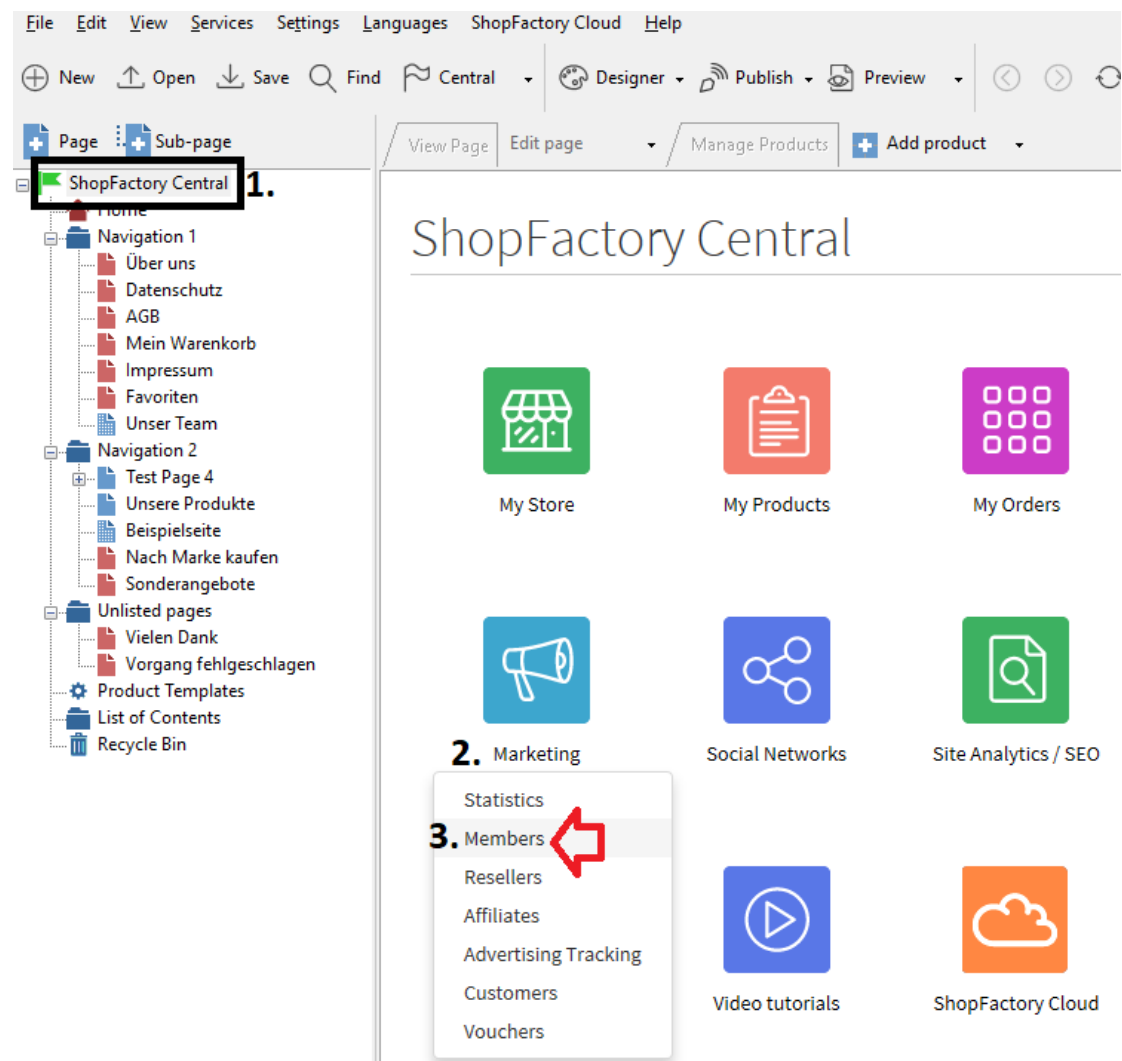 File Edit View Services Settings Languages ShopFactory Cloud Help
New Open Save Find Central Designer Publish Preview
Page Sub-page
View Page Edit page Manage Products Add product
ShopFactory Central 1.
Home
Navigation 1
Über uns
Datenschutz
AGB
Mein Warenkorb
Impressum
Favoriten
Unser Team
Navigation 2
Test Page 4
Unsere Produkte
Beispielseite
Nach Marke kaufen
Sonderangebote
Unlisted pages
Vielen Dank
Vorgang fehlgeschlagen
Product Templates
List of Contents
Recycle Bin
ShopFactory Central
My Store My Products My Orders
2. Marketing Social Networks Site Analytics / SEO
Statistics
3. Members
Resellers
Affiliates
Advertising Tracking
Customers
Vouchers
Video tutorials ShopFactory Cloud